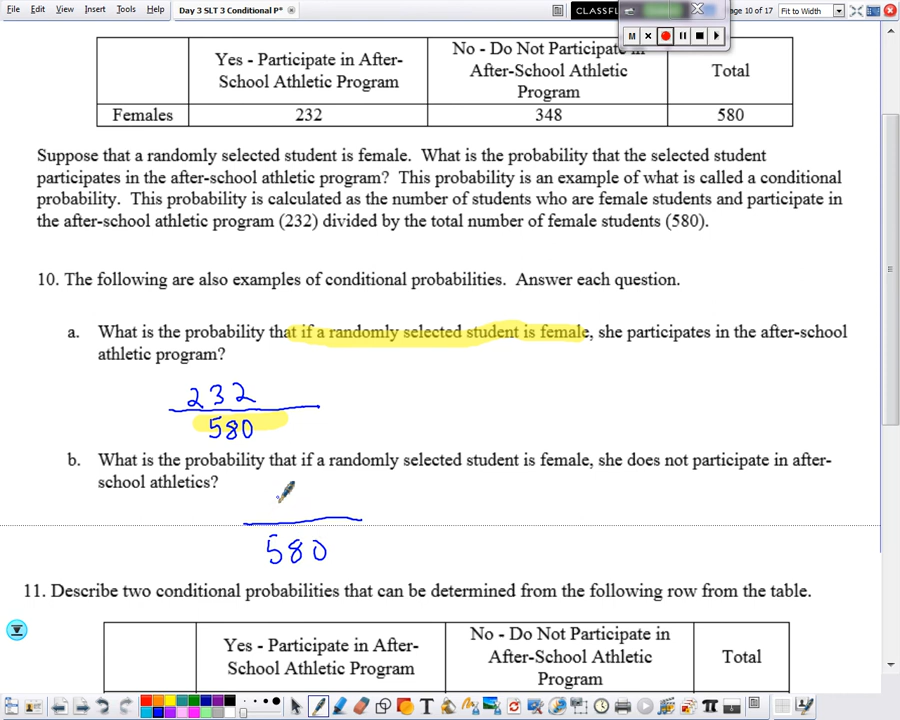 File Edit View Insert Tools Help Day 3 SLT 3 Conditional P* CLASSFL Page 10 of 17 Fit to Width
M
Yes - Participate in After-School Athletic Program
No - Do Not Participate in After-School Athletic Program
Total
Females 232 348 580
Suppose that a randomly selected student is female. What is the probability that the selected student
participates in the after-school athletic program? This probability is an example of what is called a conditional
probability. This probability is calculated as the number of students who are female students and participate in
the after-school athletic program (232) divided by the total number of female students (580).
10. The following are also examples of conditional probabilities. Answer each question.
a. What is the probability that if a randomly selected student is female, she participates in the after-school
athletic program?
232
580
b. What is the probability that if a randomly selected student is female, she does not participate in after-
school athletics?
580
11. Describe two conditional probabilities that can be determined from the following row from the table.
Yes - Participate in After-School Athletic Program
No - Do Not Participate in After-School Athletic Program
Total